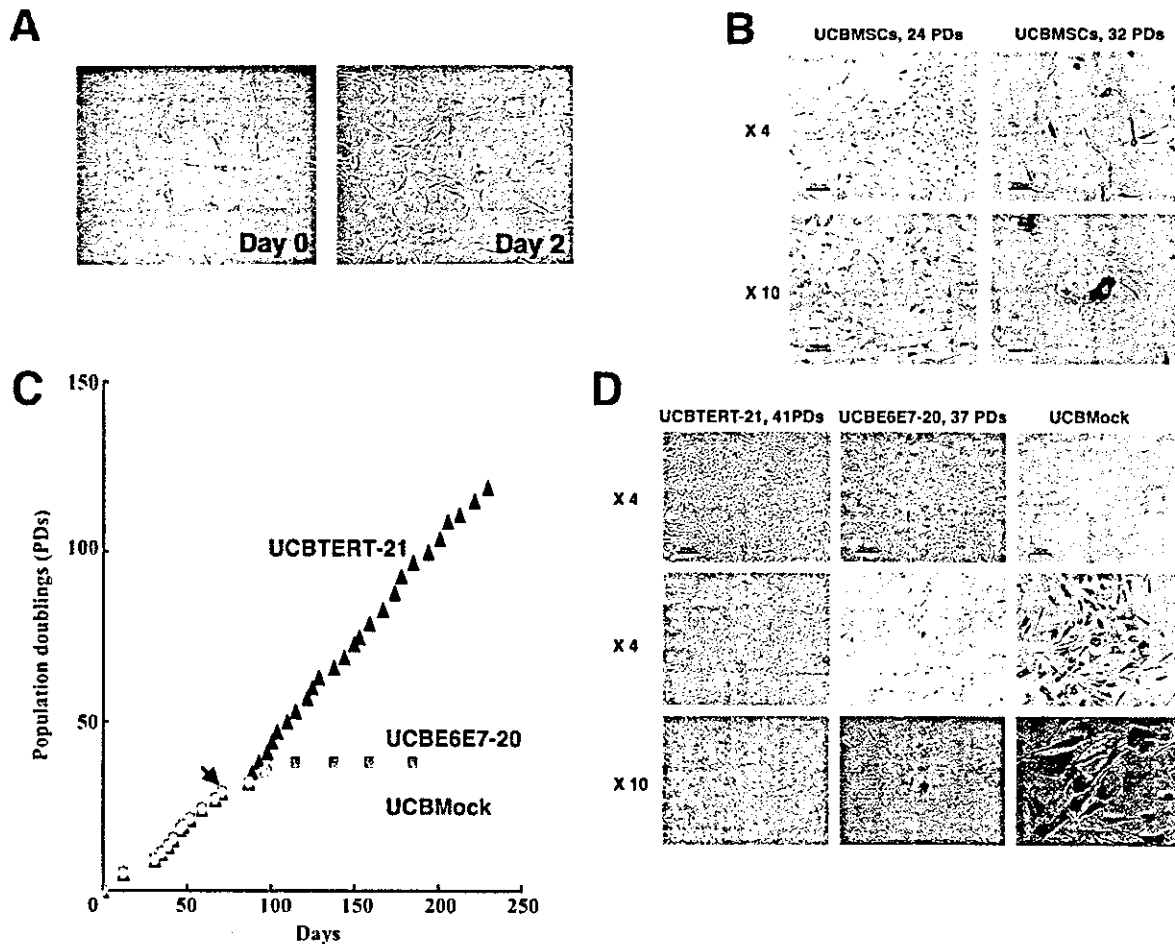 A
Day 0
Day 2
B
UCBMSCs, 24 PDs
UCBMSCs, 32 PDs
X 4
X 10
C
Population doublings (PDs)
150
100
50
0
50
100
150
200
250
Days
UCBTERT-21
UCBE6E7-20
UCBMock
D
UCBTERT-21, 41PDs
UCBE6E7-20, 37 PDs
UCBMock
X 4
X 4
X 10